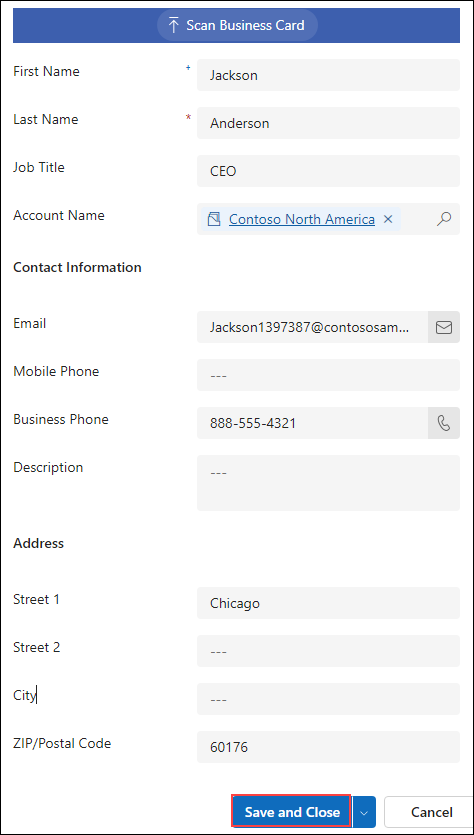 Scan Business Card
First Name + Jackson
Last Name * Anderson
Job Title CEO
Account Name Contoso North America ×
Contact Information
Email Jackson1397387@contososam...
Mobile Phone ---
Business Phone 888-555-4321
Description ---
Address
Street 1 Chicago
Street 2 ---
City ---
ZIP/Postal Code 60176
Save and Close Cancel